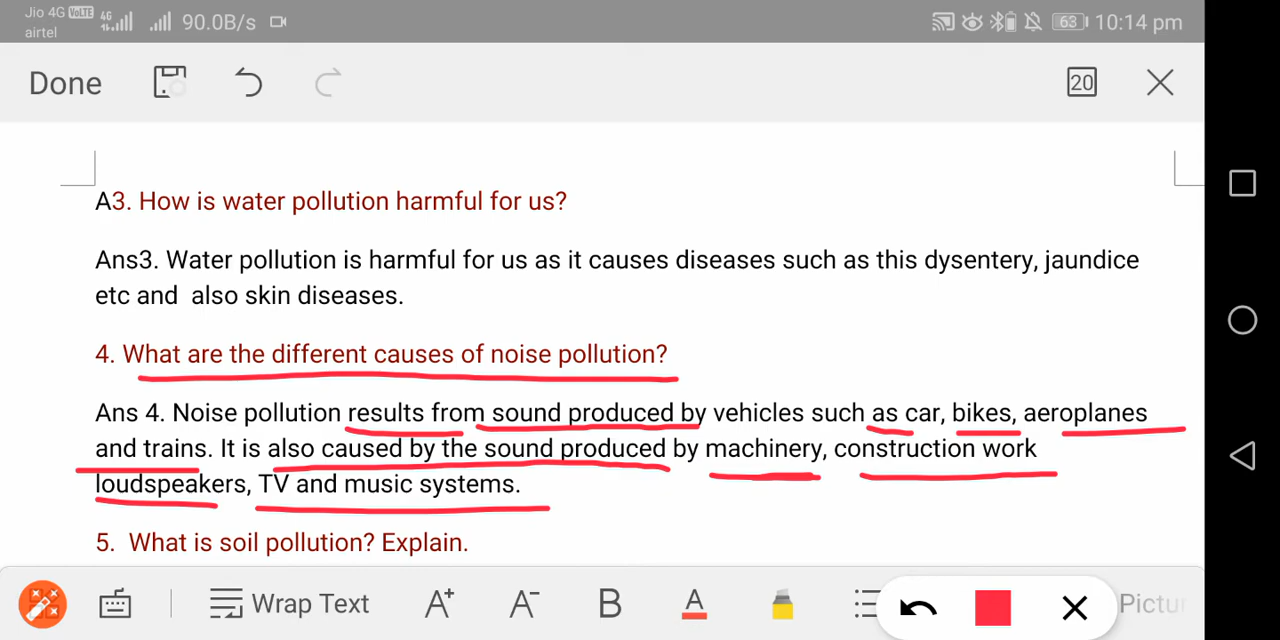 Jio 4G VoLTE 4G 90.0B/s 63 10:14 pm
airtel
Done 20
A3. How is water pollution harmful for us?
Ans3. Water pollution is harmful for us as it causes diseases such as this dysentery, jaundice
etc and also skin diseases.
4. What are the different causes of noise pollution?
Ans 4. Noise pollution results from sound produced by vehicles such as car, bikes, aeroplanes
and trains. It is also caused by the sound produced by machinery, construction work
loudspeakers, TV and music systems.
5. What is soil pollution? Explain.
Wrap Text A+ A- B A Pictur